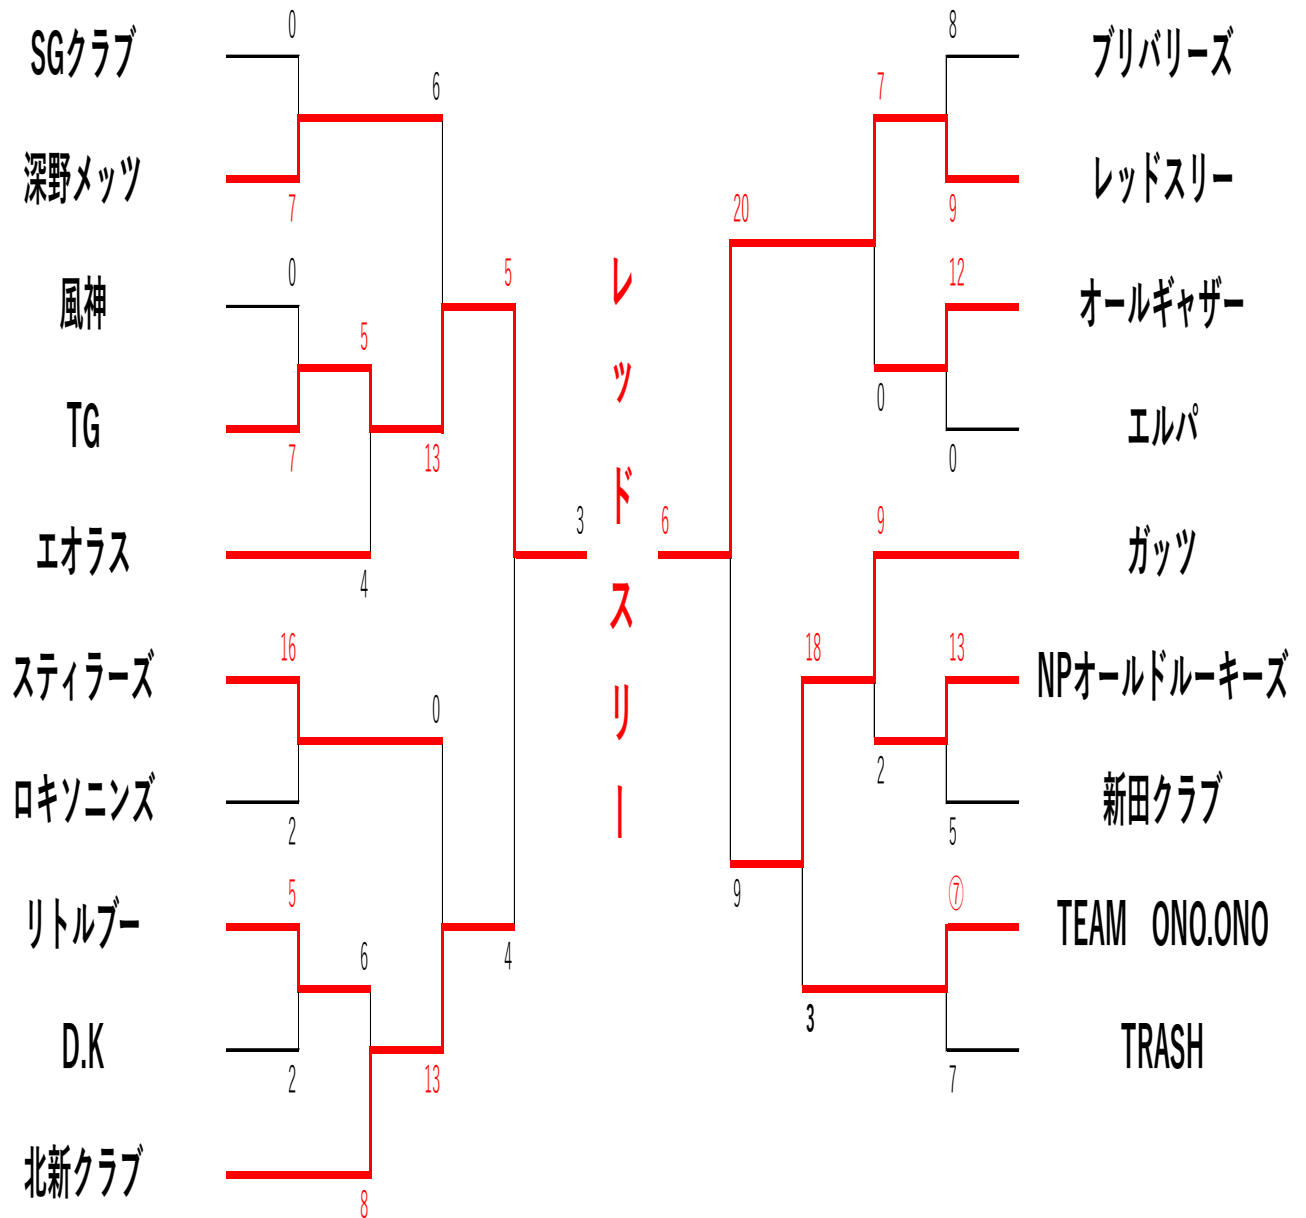 0
8
SGクラブ
ブリバリーズ
6
7
深野メッツ
レッドスリー
7
20
9
0
5
12
風神
レッドスリー
オールギャザー
5
0
TG
エルパ
7
13
0
3
6
9
エオラス
ガッツ
4
16
18
13
スティラーズ
NPオールドルーキーズ
0
2
ロキソニンズ
新田クラブ
2
5
5
9
⑦
リトルブー
TEAM ONO.ONO
6
4
3
D.K
TRASH
2
13
7
北新クラブ
8